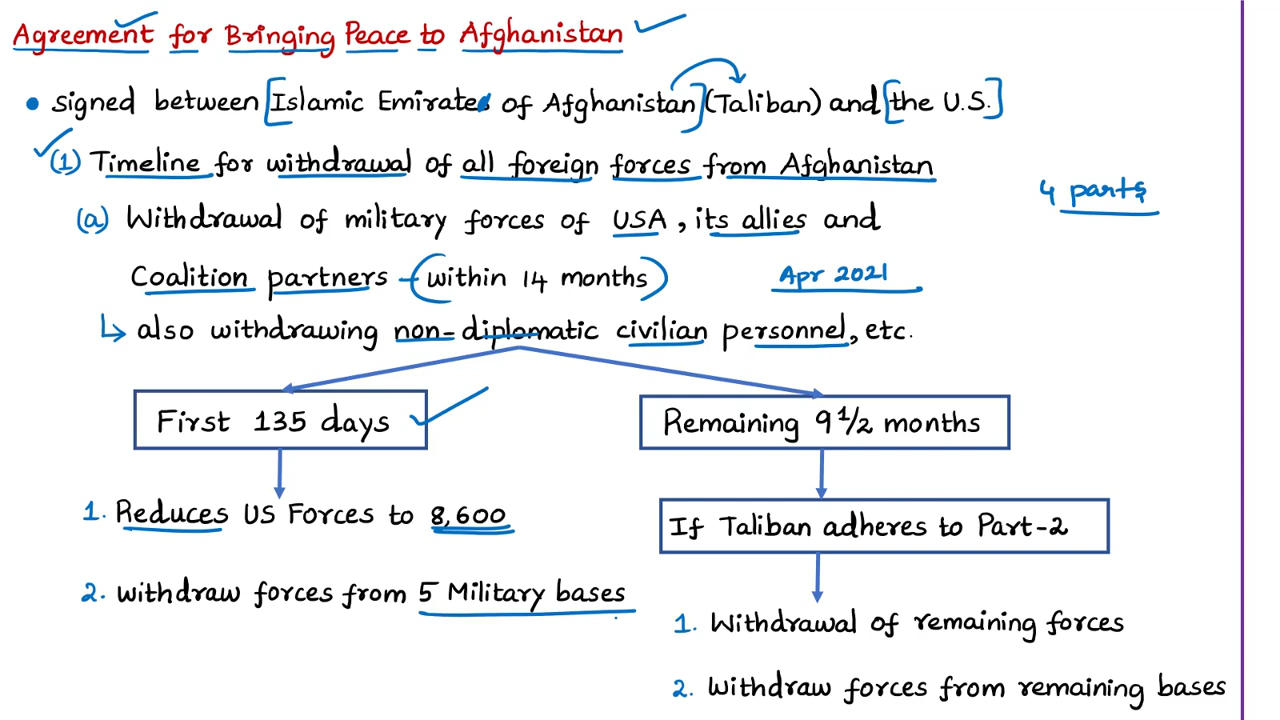 Agreement for Bringing Peace to Afghanistan
• signed between [Islamic Emirate of Afghanistan] (Taliban) and [the U.S.]
(1) Timeline for withdrawal of all foreign forces from Afghanistan
4 parts
(a) Withdrawal of military forces of USA, its allies and
Coalition partners - (within 14 months)
Apr 2021
↳ also withdrawing non-diplomatic civilian personnel, etc.
First 135 days
Remaining 9 1/2 months
1. Reduces US Forces to 8,600
If Taliban adheres to Part-2
2. withdraw forces from 5 Military bases
1. Withdrawal of remaining forces
2. Withdraw forces from remaining bases